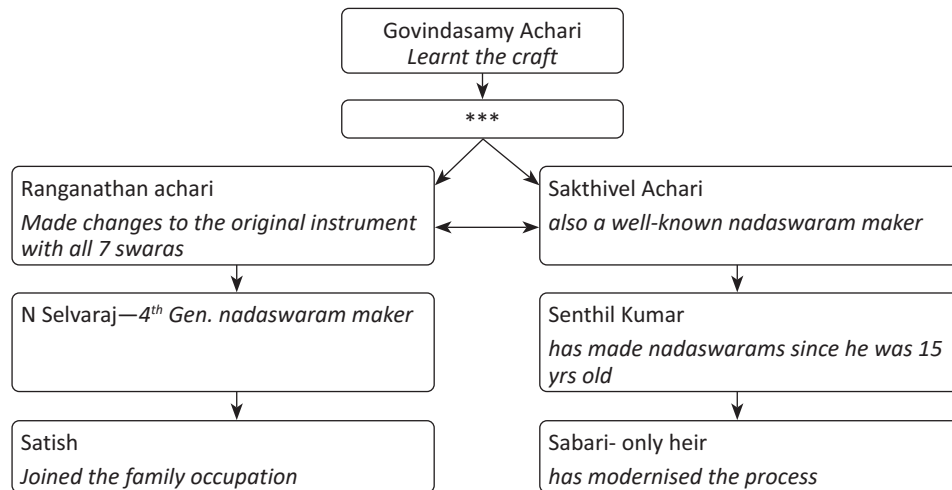 Govindasamy Achari
Learnt the craft
***
Ranganathan achari
Made changes to the original instrument
with all 7 swaras
Sakthivel Achari
also a well-known nadaswaram maker
N Selvaraj—4th Gen. nadaswaram maker
Senthil Kumar
has made nadaswarams since he was 15
yrs old
Satish
Joined the family occupation
Sabari- only heir
has modernised the process